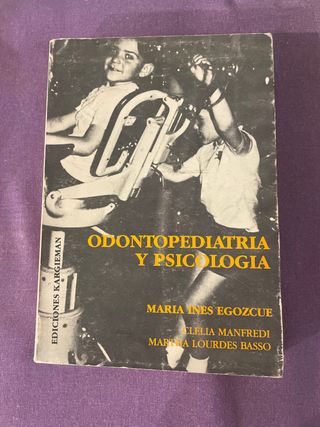 ODONTOPEDIATRIA
Y PSICOLOGIA
MARIA INES EGOZCUE
CLELIA MANFREDI
MARTHA LOURDES BASSO
EDICIONES KARGIEMAN